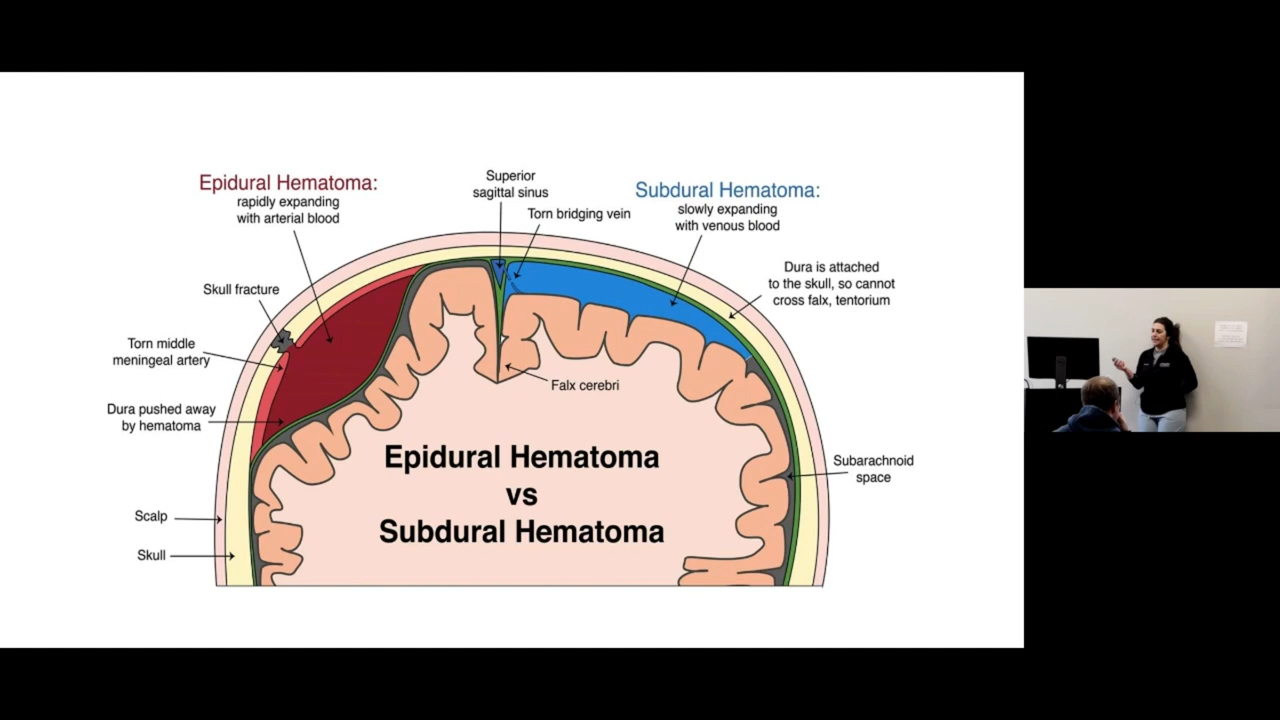 Epidural Hematoma:
rapidly expanding
with arterial blood
Superior
sagittal sinus
Torn bridging vein
Subdural Hematoma:
slowly expanding
with venous blood
Dura is attached
to the skull, so cannot
cross falx, tentorium
Skull fracture
Torn middle
meningeal artery
Falx cerebri
Dura pushed away
by hematoma
Epidural Hematoma
vs
Subdural Hematoma
Subarachnoid
space
Scalp
Skull